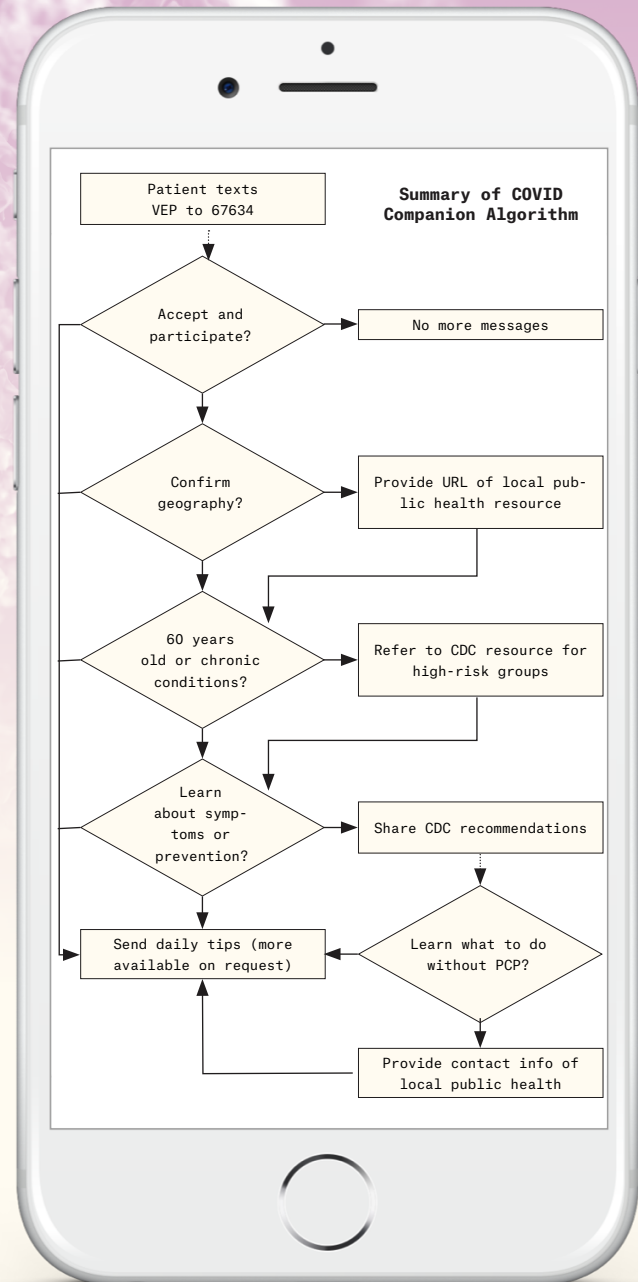 Patient texts
VEP to 67634
Summary of COVID
Companion Algorithm
Accept and
participate?
No more messages
Confirm
geography?
Provide URL of local pub-
lic health resource
60 years
old or chronic
conditions?
Refer to CDC resource for
high-risk groups
Learn
about symp-
toms or
prevention?
Share CDC recommendations
Send daily tips (more
available on request)
Learn what to do
without PCP?
Provide contact info of
local public health